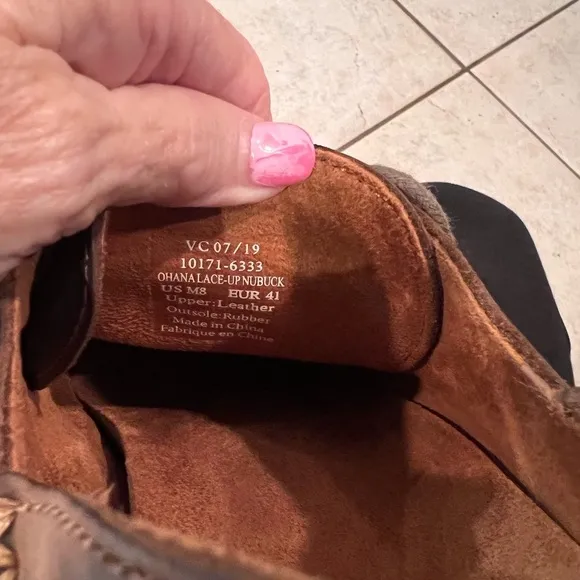 VC 07/19
10171-6333
OHANA LACE-UP NUBUCK
US M8 EUR 41
Upper: Leather
Outsole: Rubber
Made in China
Fabrique en Chine